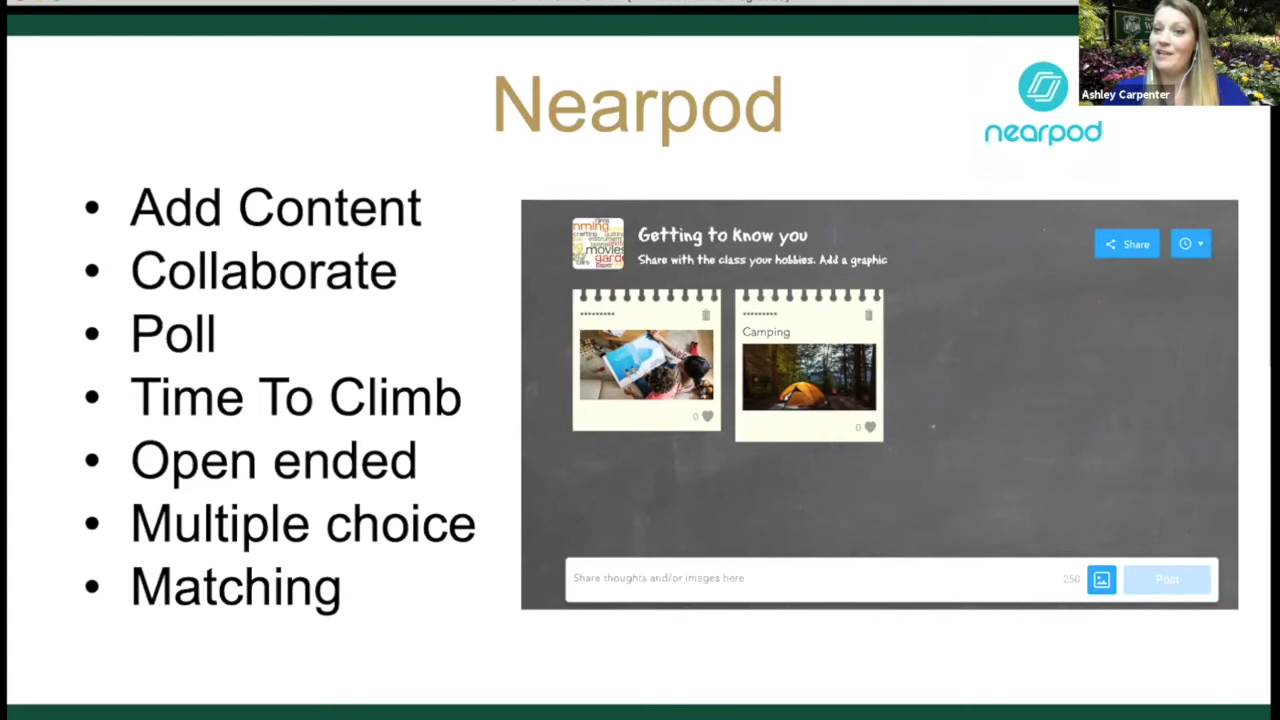 Nearpod
nearpod
Ashley Carpenter
• Add Content
• Collaborate
• Poll
• Time To Climb
• Open ended
• Multiple choice
• Matching
Getting to know you
Share with the class your hobbies. Add a graphic
Share
films
movies
*********
*********
Camping
0
0
Share thoughts and/or images here
250
Post